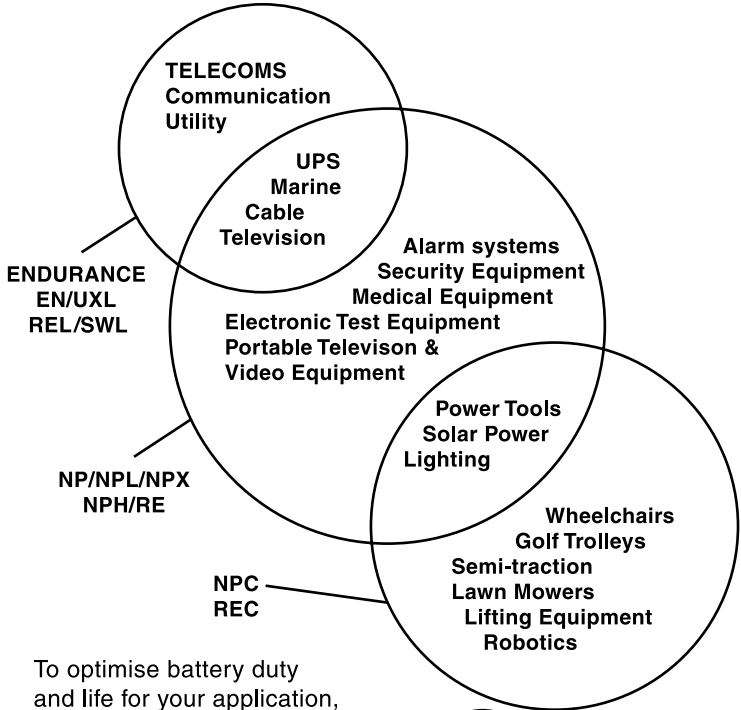 TELECOMS
Communication
Utility
UPS
Marine
Cable
Television
ENDURANCE
EN/UXL
REL/SWL
Alarm systems
Security Equipment
Medical Equipment
Electronic Test Equipment
Portable Televison &
Video Equipment
Power Tools
Solar Power
Lighting
NP/NPL/NPX
NPH/RE
Wheelchairs
Golf Trolleys
Semi-traction
Lawn Mowers
Lifting Equipment
Robotics
NPC
REC
To optimise battery duty
and life for your application,